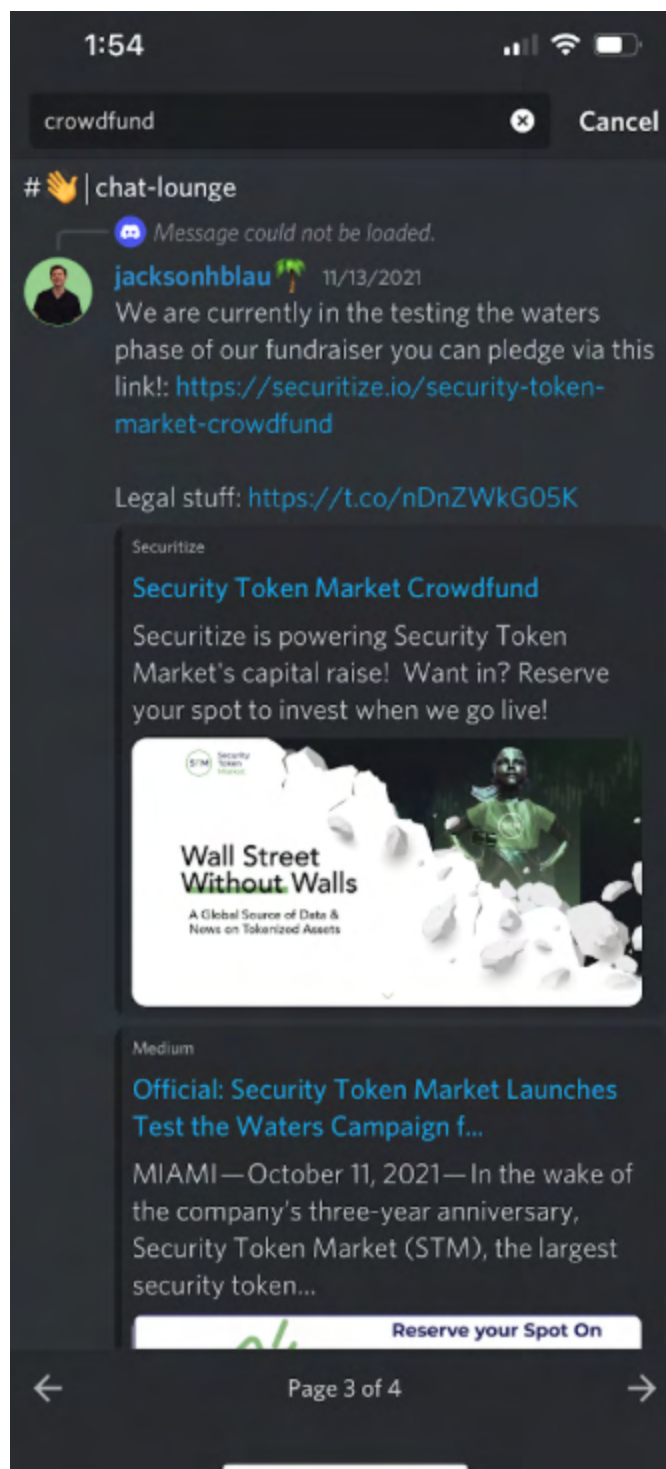 1:54
crowdfund
Cancel
#👋|chat-lounge
Message could not be loaded.
jacksonhblau🌴 11/13/2021
We are currently in the testing the waters
phase of our fundraiser you can pledge via this
link!: https://securitize.io/security-token-
market-crowdfund
Legal stuff: https://t.co/nDnZWkG05K
Securitize
Security Token Market Crowdfund
Securitize is powering Security Token
Market's capital raise!  Want in? Reserve
your spot to invest when we go live!
STM
Security
Token
Market
Wall Street
Without Walls
A Global Source of Data &
News on Tokenized Assets
Medium
Official: Security Token Market Launches
Test the Waters Campaign f...
MIAMI—October 11, 2021—In the wake of
the company's three-year anniversary,
Security Token Market (STM), the largest
security token...
Reserve your Spot On
Page 3 of 4